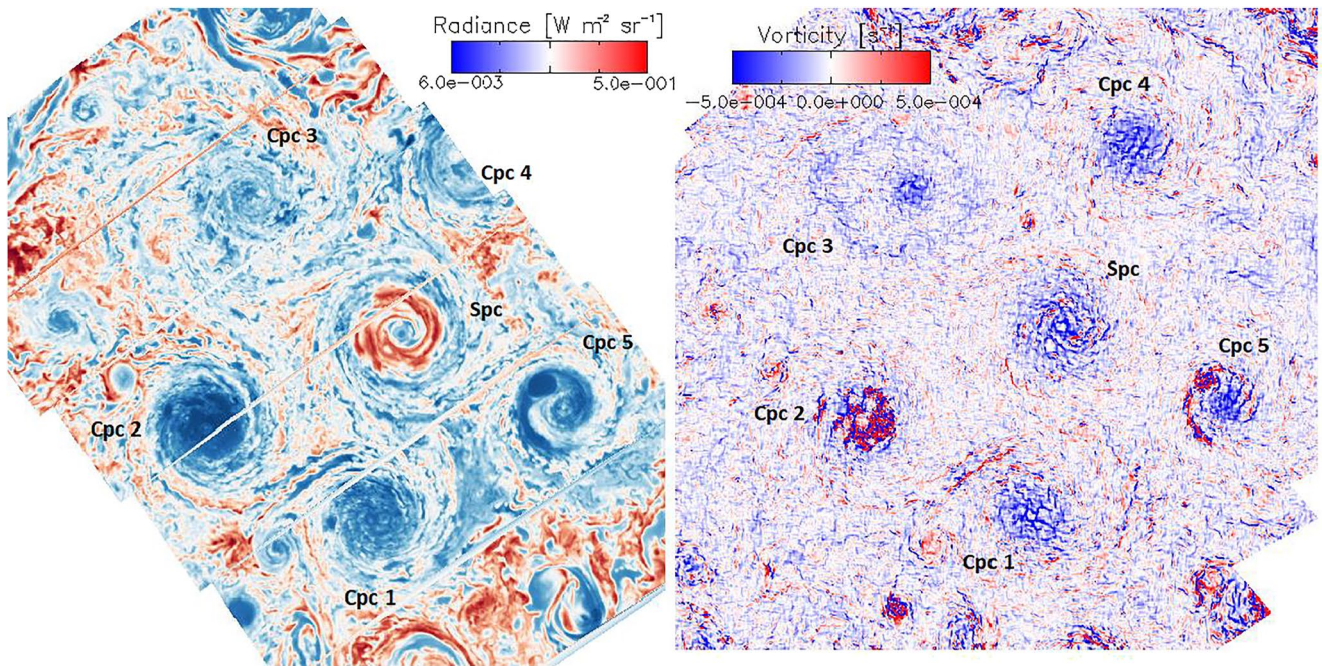 Radiance [W m⁻² sr⁻¹]
6.0e-003 5.0e-001
Cpc 3
Cpc 4
Spc
Cpc 5
Cpc 2
Cpc 1
Vorticity [s⁻¹]
-5.0e-004 0.0e+000 5.0e-004
Cpc 4
Cpc 3
Spc
Cpc 5
Cpc 2
Cpc 1